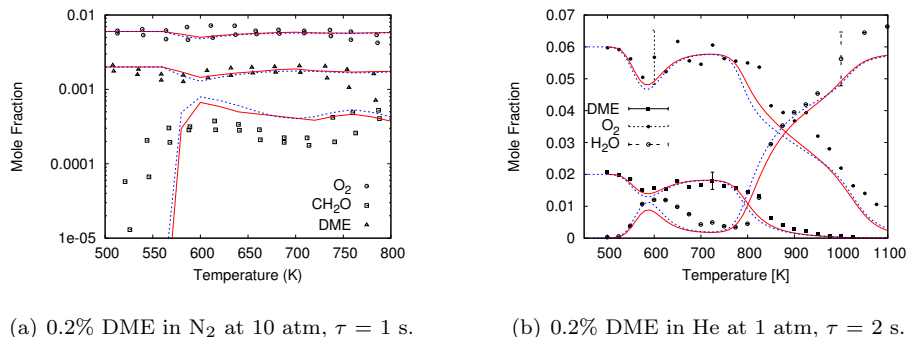 0.01
0.001
0.0001
1e-05
Mole Fraction
500 550 600 650 700 750 800
Temperature (K)
O2
CH2O
DME
0.07
0.06
0.05
0.04
0.03
0.02
0.01
0
Mole Fraction
500 600 700 800 900 1000 1100
Temperature [K]
DME
O2
H2O
(a) 0.2% DME in N2 at 10 atm, τ = 1 s.
(b) 0.2% DME in He at 1 atm, τ = 2 s.